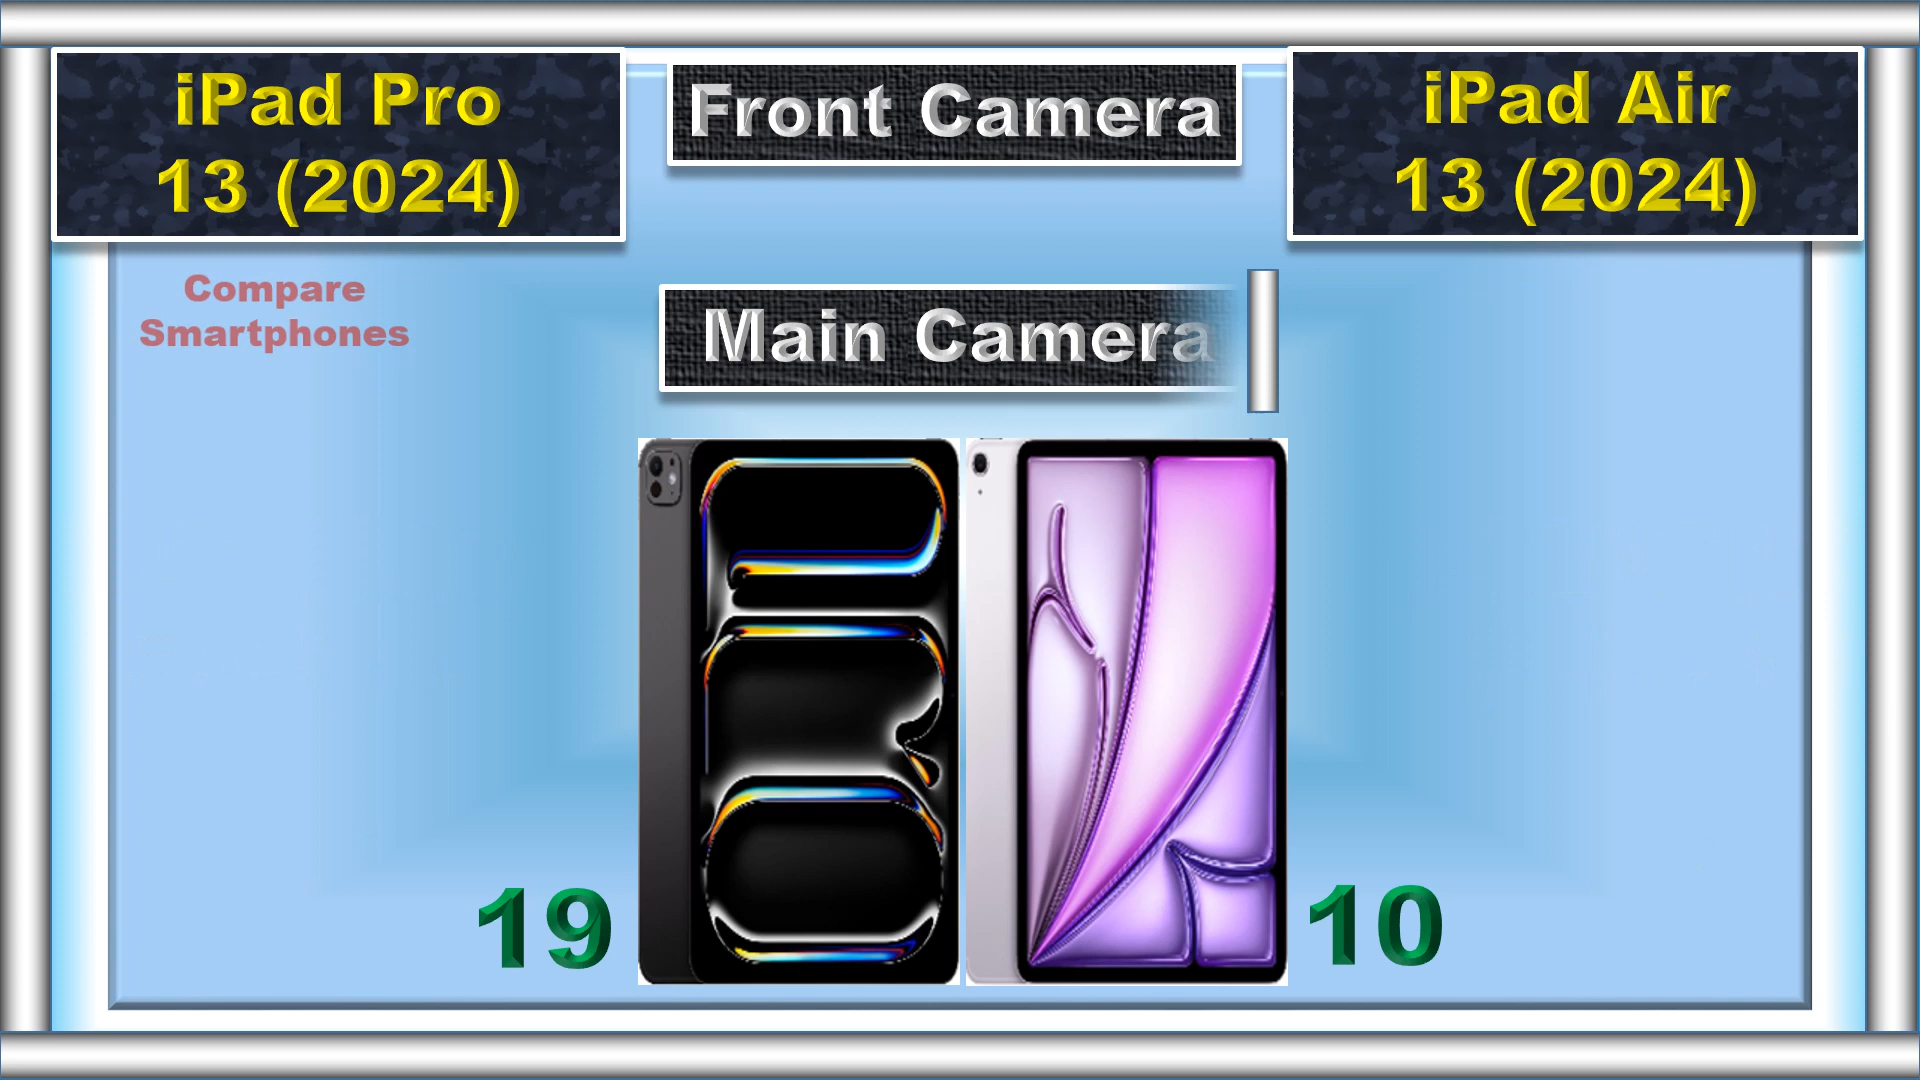 iPad Pro
13 (2024)
Front Camera
iPad Air
13 (2024)
Compare
Smartphones
Main Camera
19
10